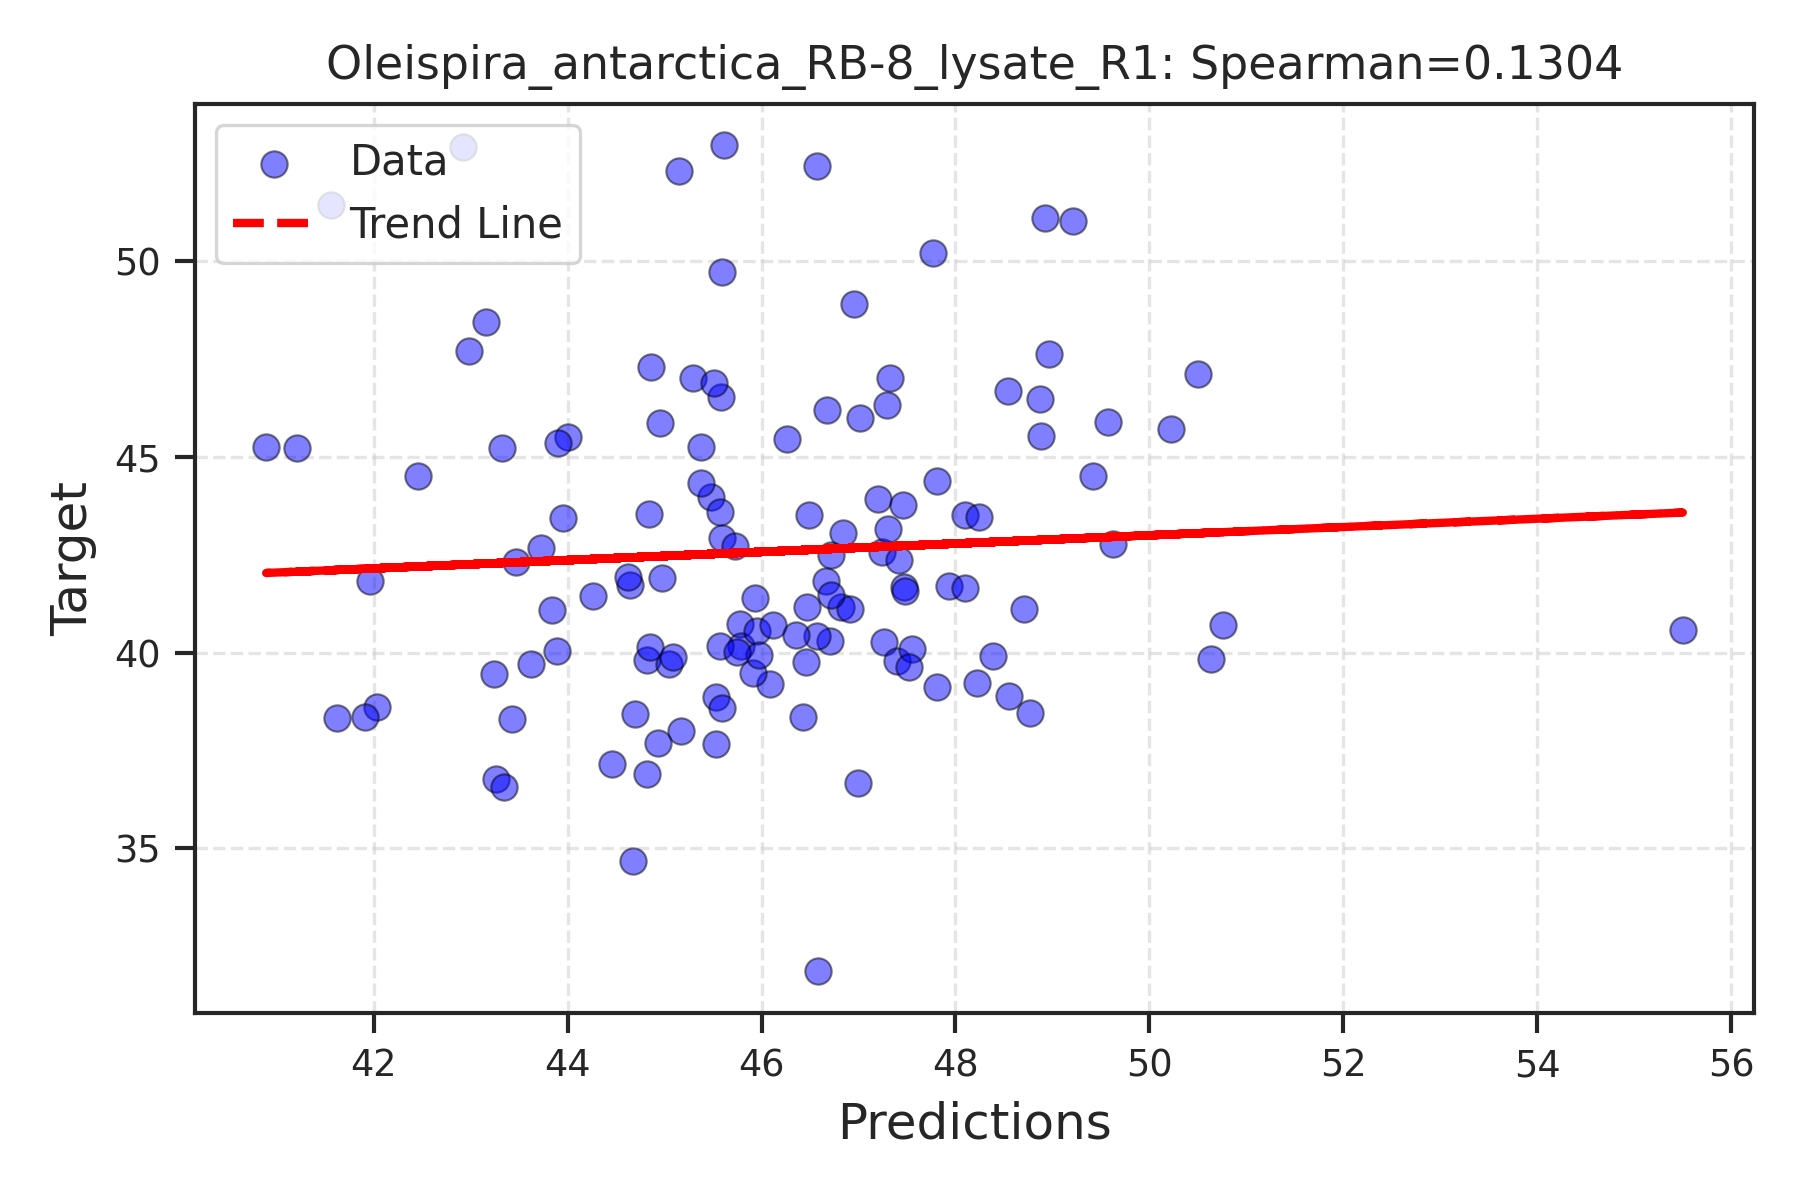 Oleispira_antarctica_RB-8_lysate_R1: Spearman=0.1304
Data
Trend Line
50
45
40
35
Target
42 44 46 48 50 52 54 56
Predictions